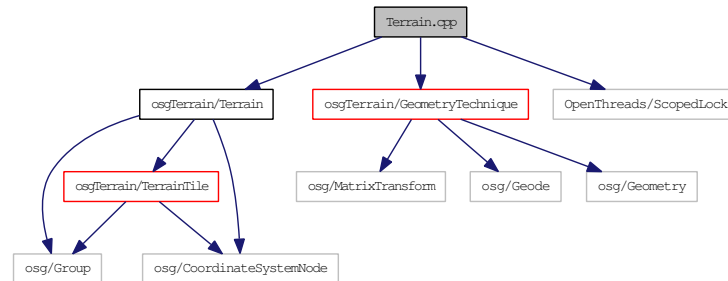 Terrain.cpp
osgTerrain/Terrain
osgTerrain/GeometryTechnique
OpenThreads/ScopedLock
osgTerrain/TerrainTile
osg/MatrixTransform
osg/Geode
osg/Geometry
osg/Group
osg/CoordinateSystemNode